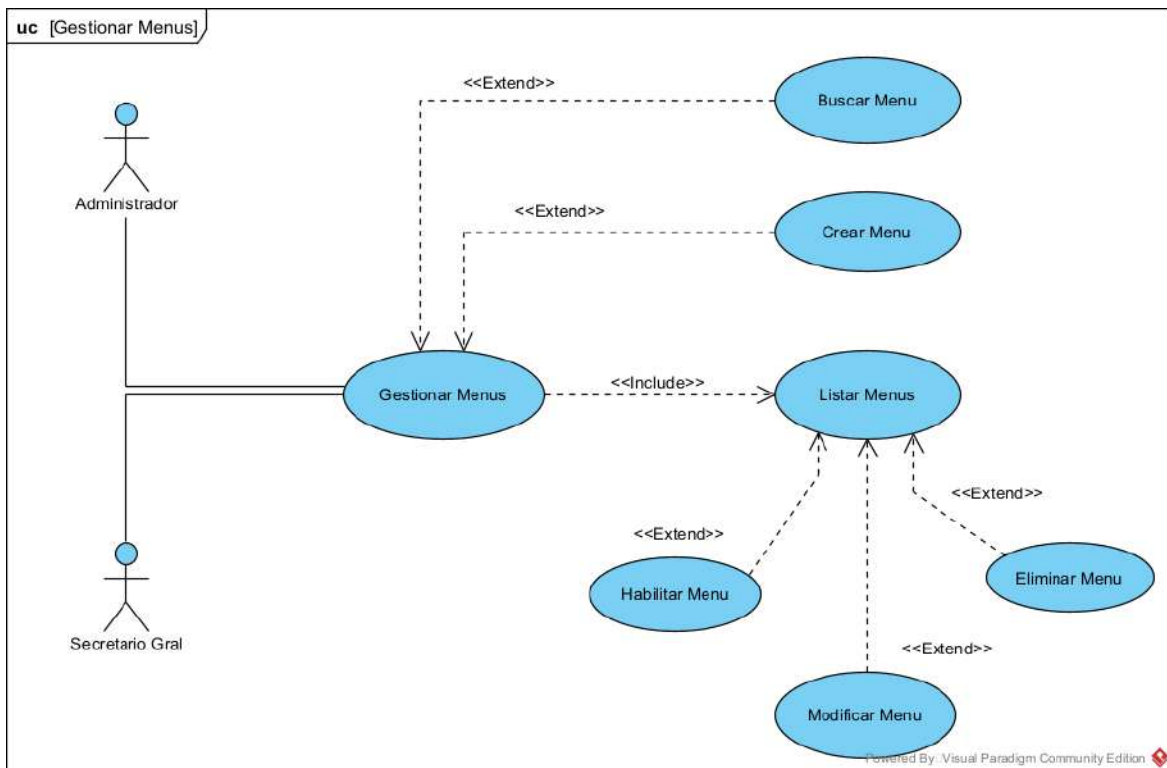 uc [Gestionar Menus]
<<Extend>>
Buscar Menu
Administrador
<<Extend>>
Crear Menu
Gestionar Menus
<<Include>>
Listar Menus
<<Extend>>
<<Extend>>
Habilitar Menu
Eliminar Menu
Secretario Gral
<<Extend>>
Modificar Menu
Powered By Visual Paradigm Community Edition